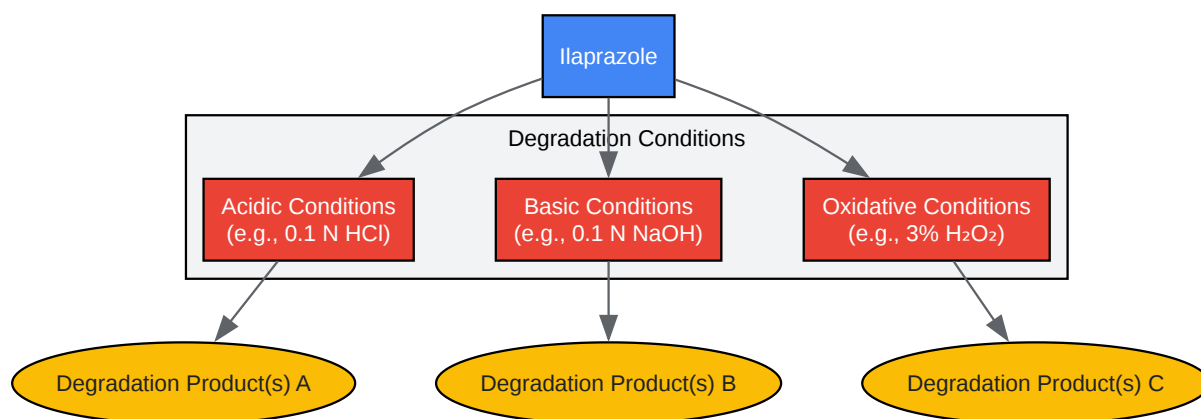 Ilaprazole
Degradation Conditions
Acidic Conditions
(e.g., 0.1 N HCl)
Basic Conditions
(e.g., 0.1 N NaOH)
Oxidative Conditions
(e.g., 3% H₂O₂)
Degradation Product(s) A
Degradation Product(s) B
Degradation Product(s) C